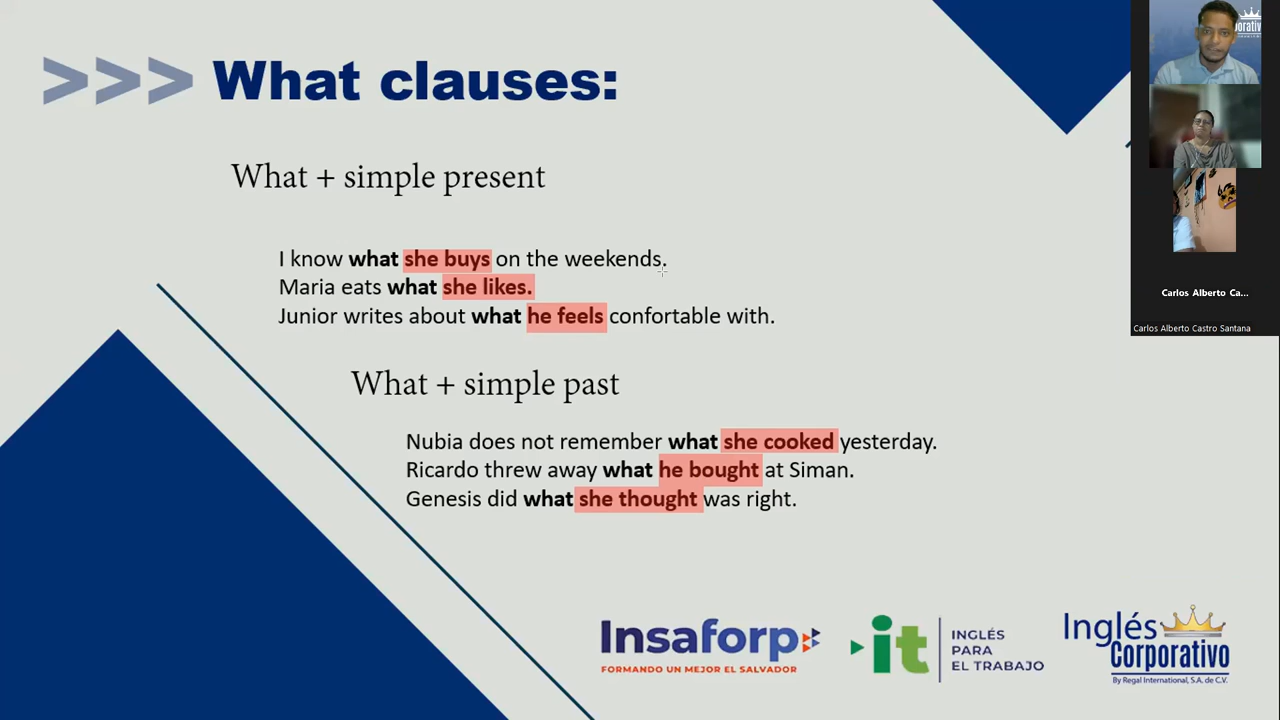 >>> What clauses:
What + simple present
I know what she buys on the weekends.
Maria eats what she likes.
Junior writes about what he feels confortable with.
What + simple past
Nubia does not remember what she cooked yesterday.
Ricardo threw away what he bought at Siman.
Genesis did what she thought was right.
Insaforp
FORMANDO UN MEJOR EL SALVADOR
it
INGLÉS
PARA
EL TRABAJO
Inglés
Corporativo
By Regal International, S.A. de C.V.
Carlos Alberto Ca...
Carlos Alberto Castro Santana